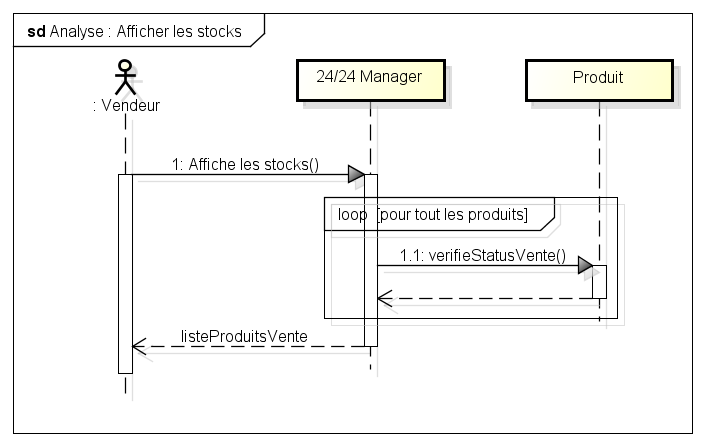 sd Analyse : Afficher les stocks
: Vendeur
24/24 Manager
Produit
1: Affiche les stocks()
loop [pour tout les produits]
1.1: verifieStatusVente()
listeProduitsVente